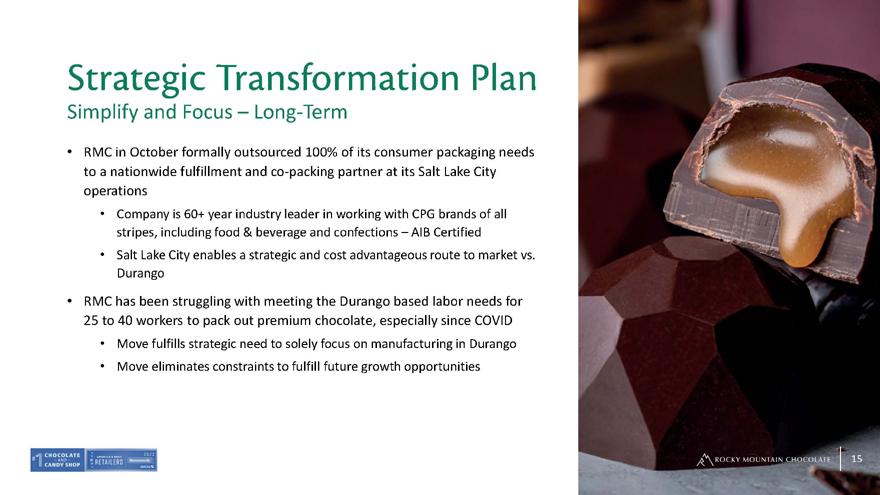 Strategic Transformation Plan
Simplify and Focus – Long-Term
• RMC in October formally outsourced 100% of its consumer packaging needs
to a nationwide fulfillment and co-packing partner at its Salt Lake City
operations
• Company is 60+ year industry leader in working with CPG brands of all
stripes, including food & beverage and confections – AIB Certified
• Salt Lake City enables a strategic and cost advantageous route to market vs.
Durango
• RMC has been struggling with meeting the Durango based labor needs for
25 to 40 workers to pack out premium chocolate, especially since COVID
• Move fulfills strategic need to solely focus on manufacturing in Durango
• Move eliminates constraints to fulfill future growth opportunities
#1 CHOCOLATE
AND
CANDY SHOP
AMERICA'S BEST
RETAILERS
2023
ROCKY MOUNTAIN CHOCOLATE
15